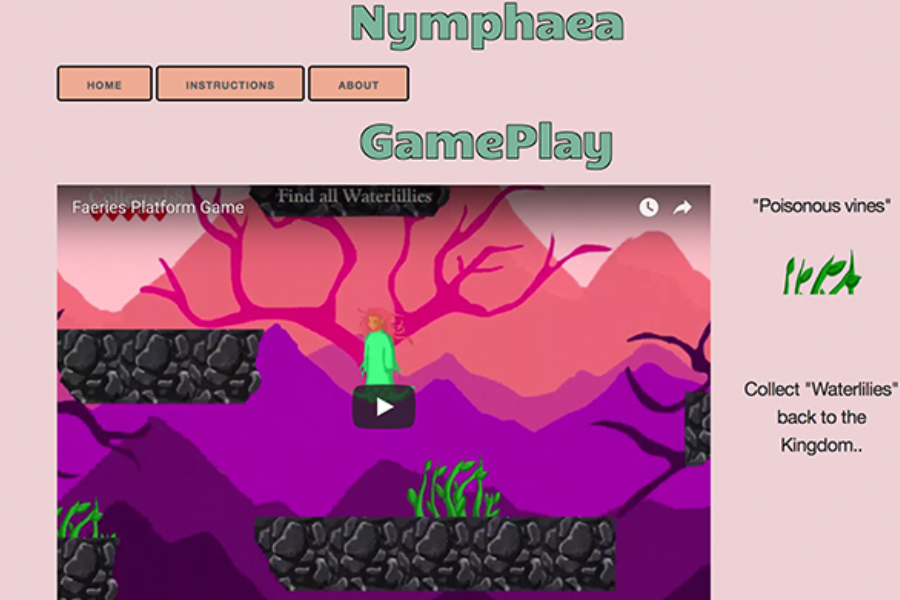 Nymphaea
HOME
INSTRUCTIONS
ABOUT
GamePlay
Find all Waterlillies
Faeries Platform Game
"Poisonous vines"
Collect "Waterlilies"
back to the
Kingdom..